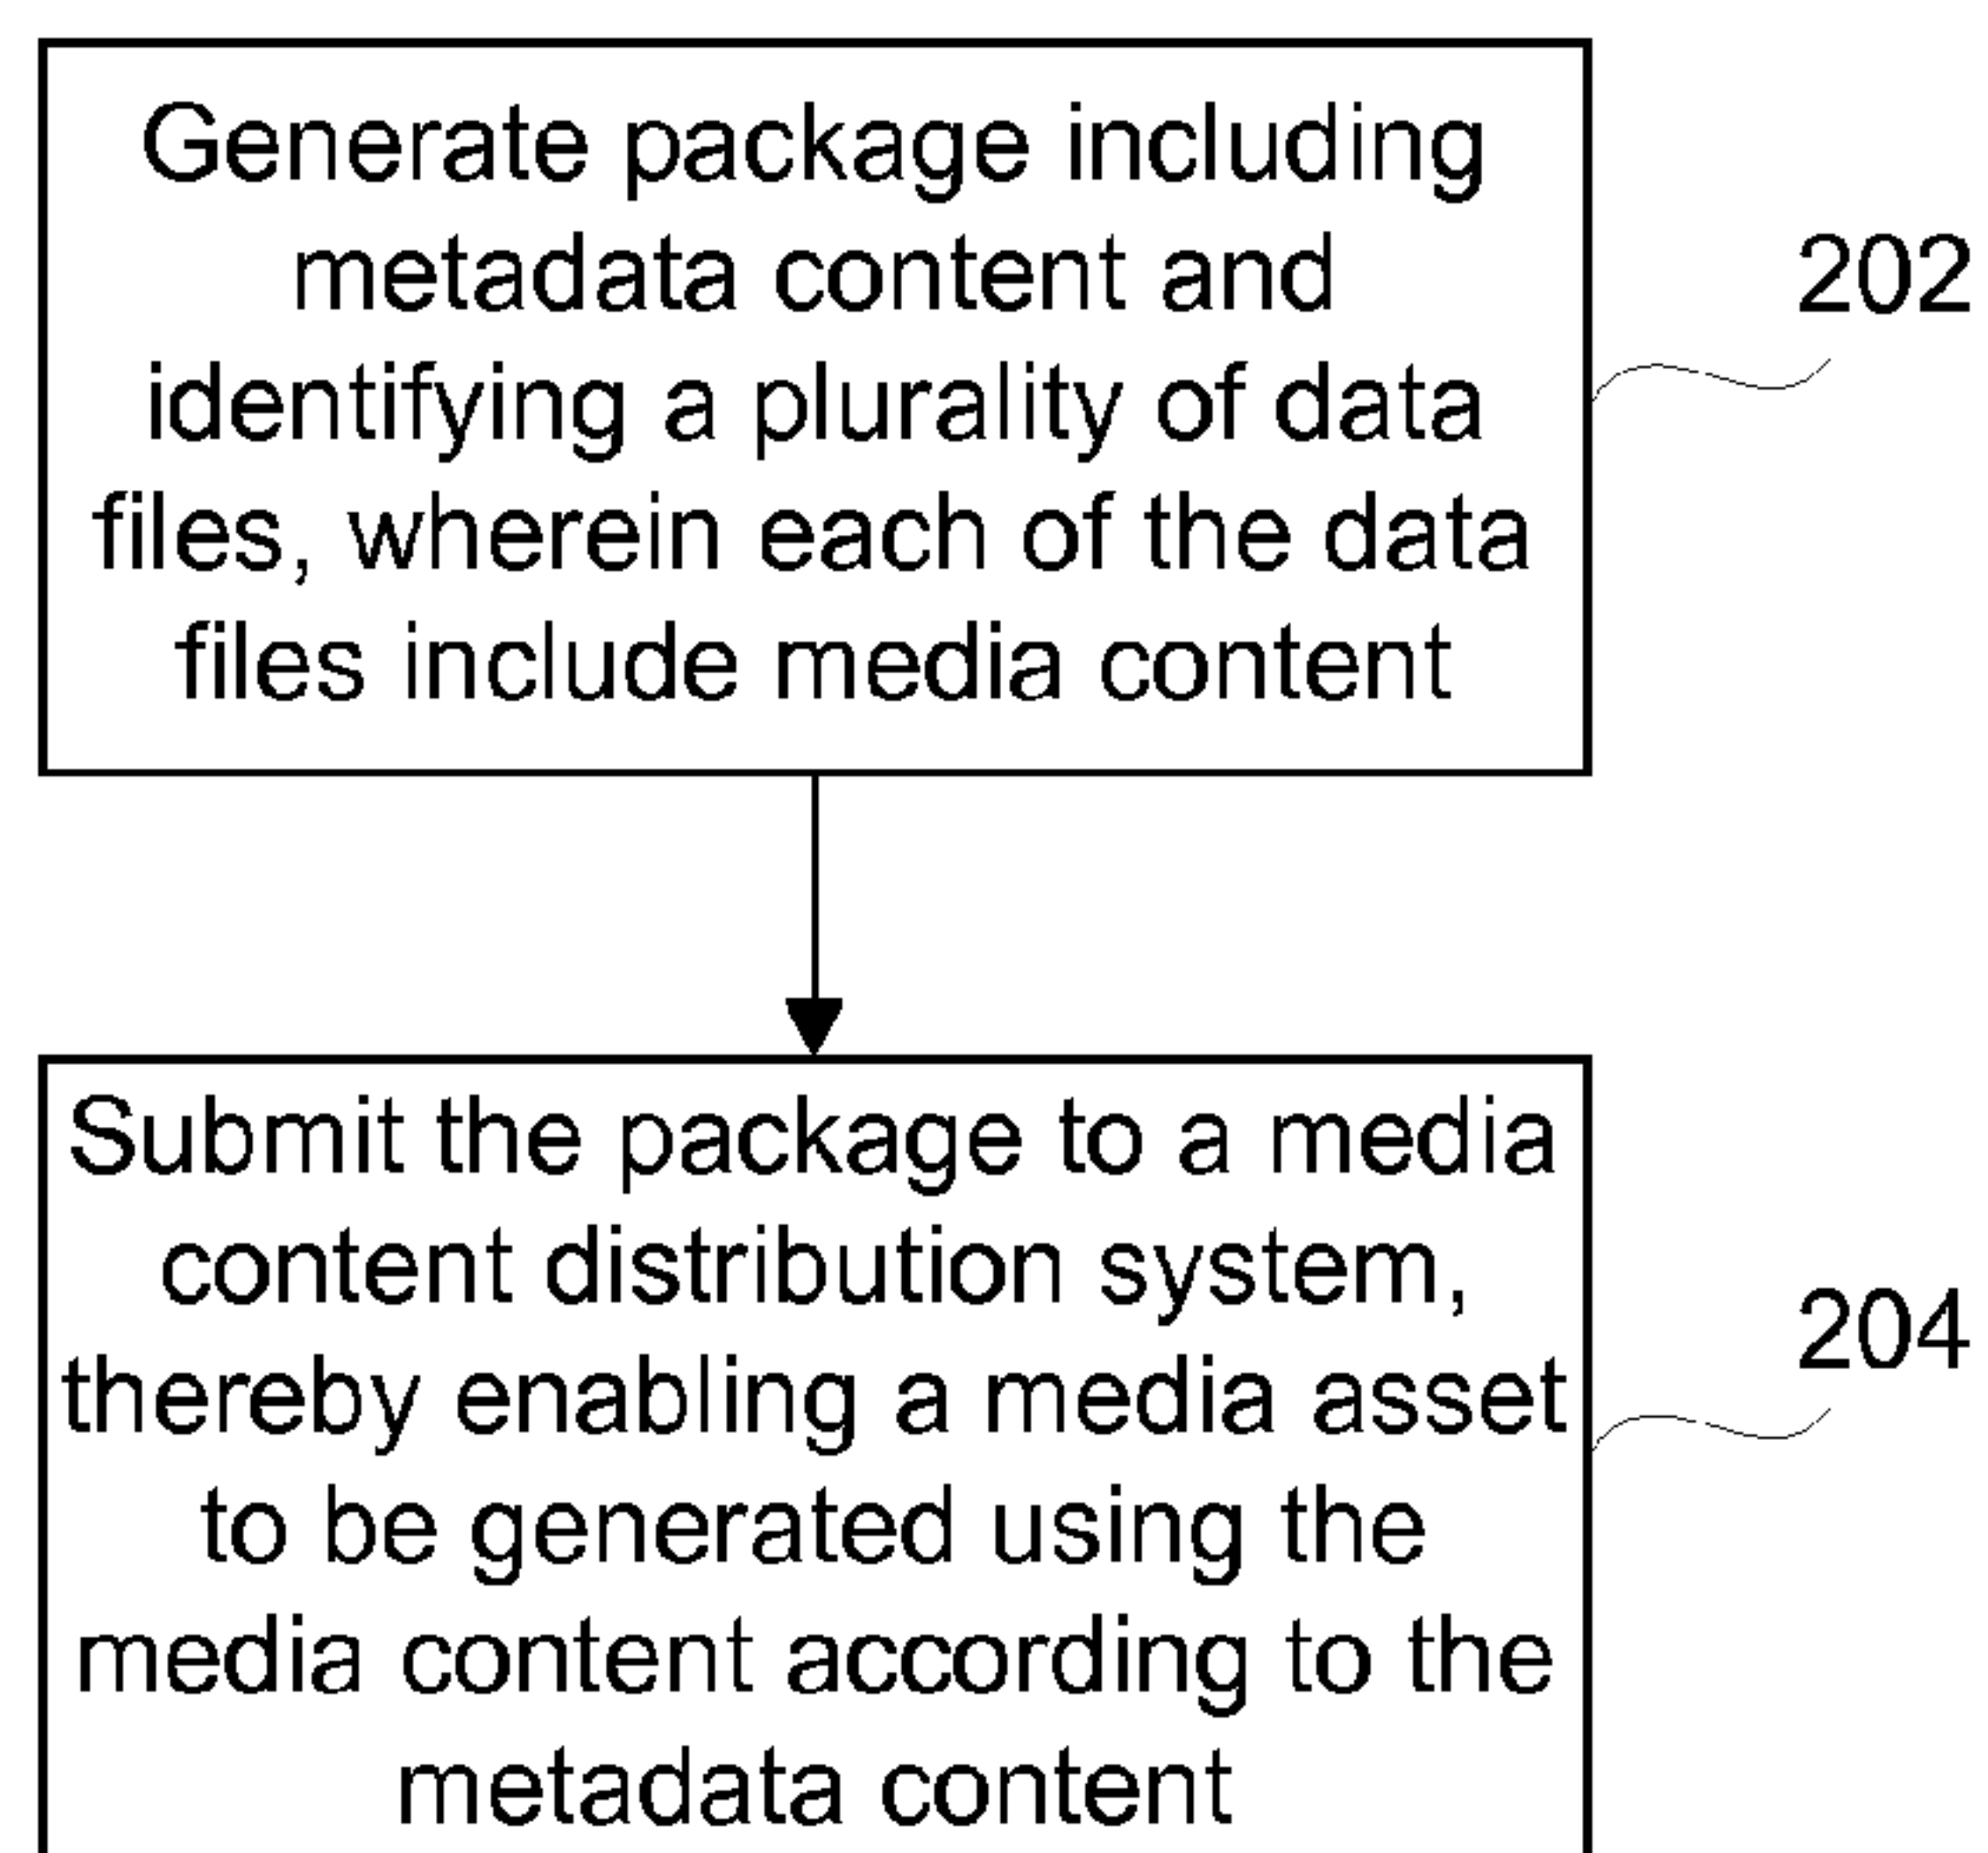 Generate package including
metadata content and
identifying a plurality of data
files, wherein each of the data
files include media content
202
Submit the package to a media
content distribution system,
thereby enabling a media asset
to be generated using the
media content according to the
metadata content
204